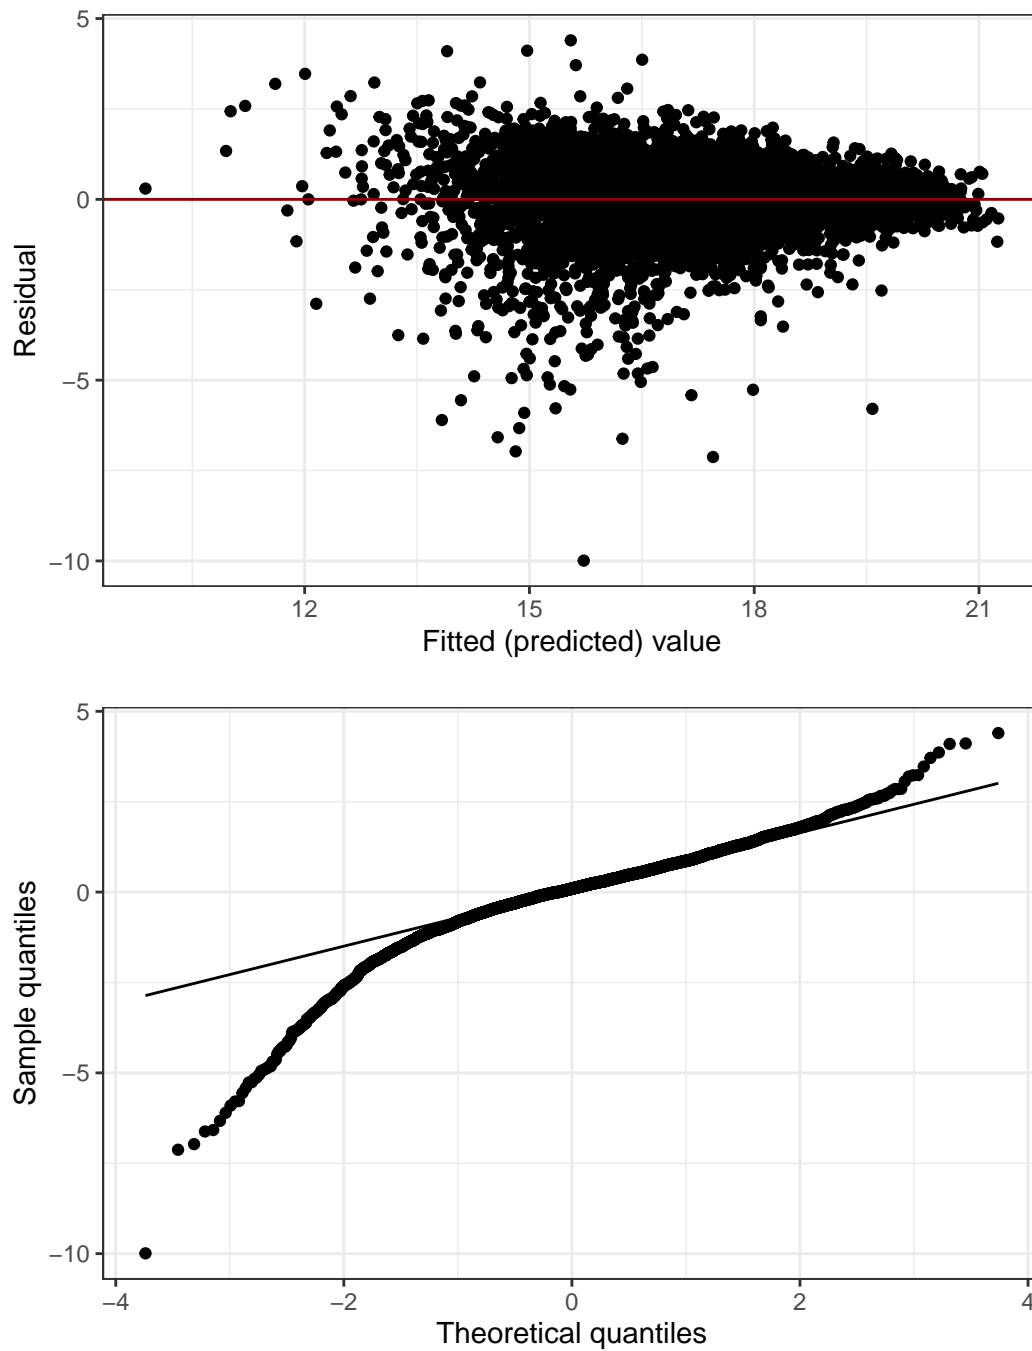 5
0
−5
−10
Residual
12 15 18 21
Fitted (predicted) value
5
0
−5
−10
Sample quantiles
−4 −2 0 2 4
Theoretical quantiles